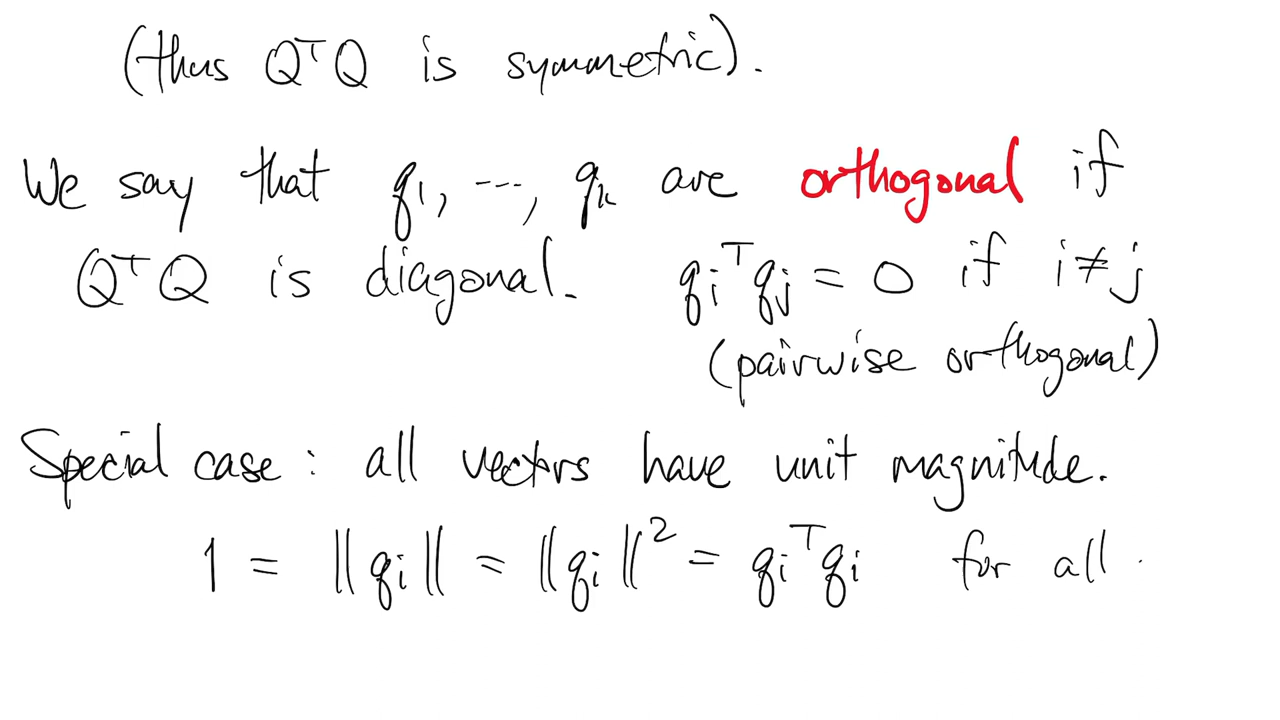 (thus QᵀQ is symmetric).
We say that q₁, ---, qₖ are orthogonal if
QᵀQ is diagonal. qᵢᵀqⱼ = 0 if i≠j
(pairwise orthogonal)
Special case: all vectors have unit magnitude.
1 = ||qᵢ|| = ||qᵢ||² = qᵢᵀqᵢ for all